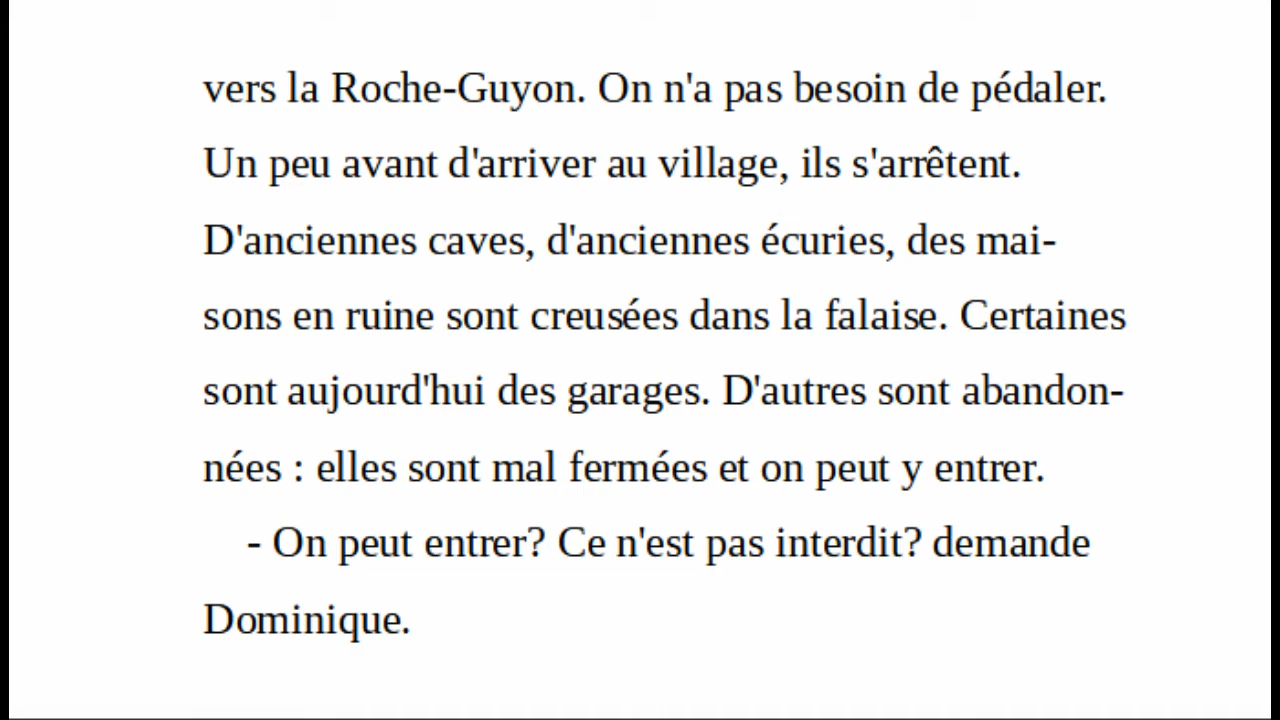 vers la Roche-Guyon. On n'a pas besoin de pédaler.
Un peu avant d'arriver au village, ils s'arrêtent.
D'anciennes caves, d'anciennes écuries, des mai-
sons en ruine sont creusées dans la falaise. Certaines
sont aujourd'hui des garages. D'autres sont abandon-
nées : elles sont mal fermées et on peut y entrer.
- On peut entrer? Ce n'est pas interdit? demande
Dominique.